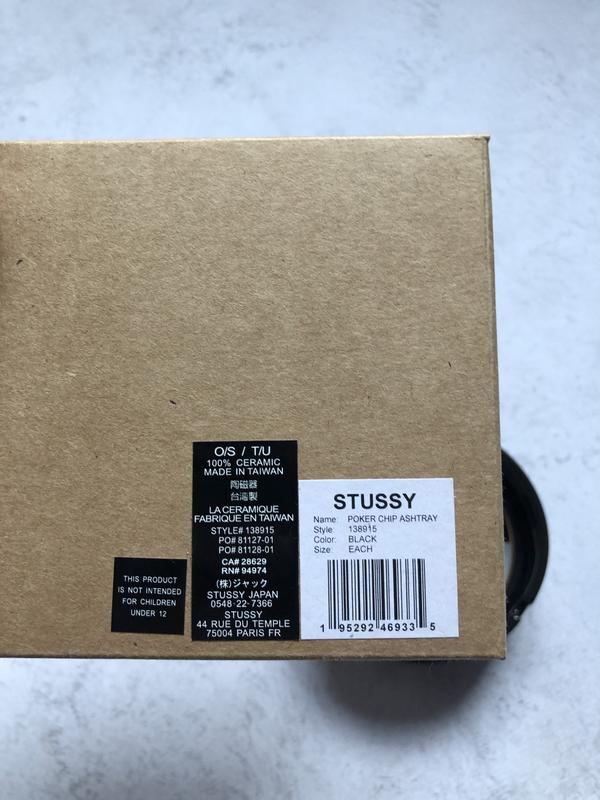 THIS PRODUCT
IS NOT INTENDED
FOR CHILDREN
UNDER 12
O/S / T/U
100% CERAMIC
MADE IN TAIWAN
陶磁器
台湾製
LA CERAMIQUE
FABRIQUE EN TAIWAN
STYLE# 138915
PO# 81127-01
PO# 81128-01
CA# 28629
RN# 94974
(株)ジャック
STUSSY JAPAN
0548-22-7366
STUSSY
44 RUE DU TEMPLE
75004 PARIS FR
STUSSY
Name: POKER CHIP ASHTRAY
Style: 138915
Color: BLACK
Size: EACH
1 95292 46933 5